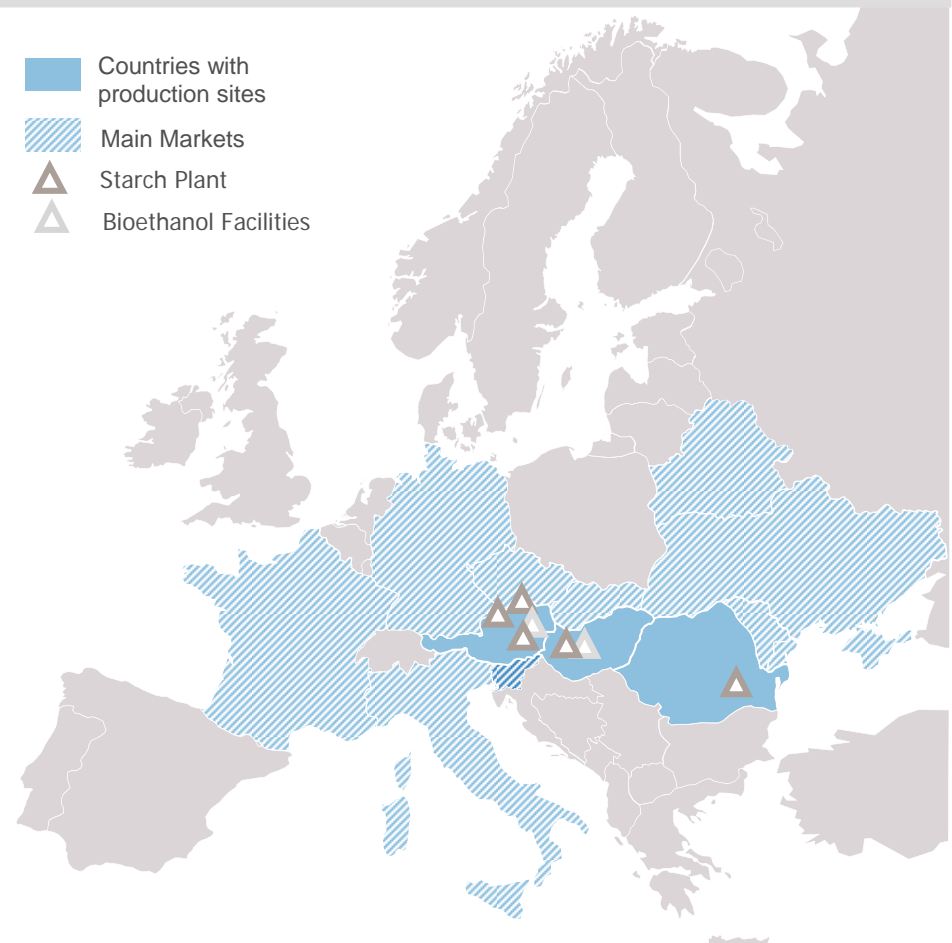 Countries with
production sites
Main Markets
Starch Plant
Bioethanol Facilities